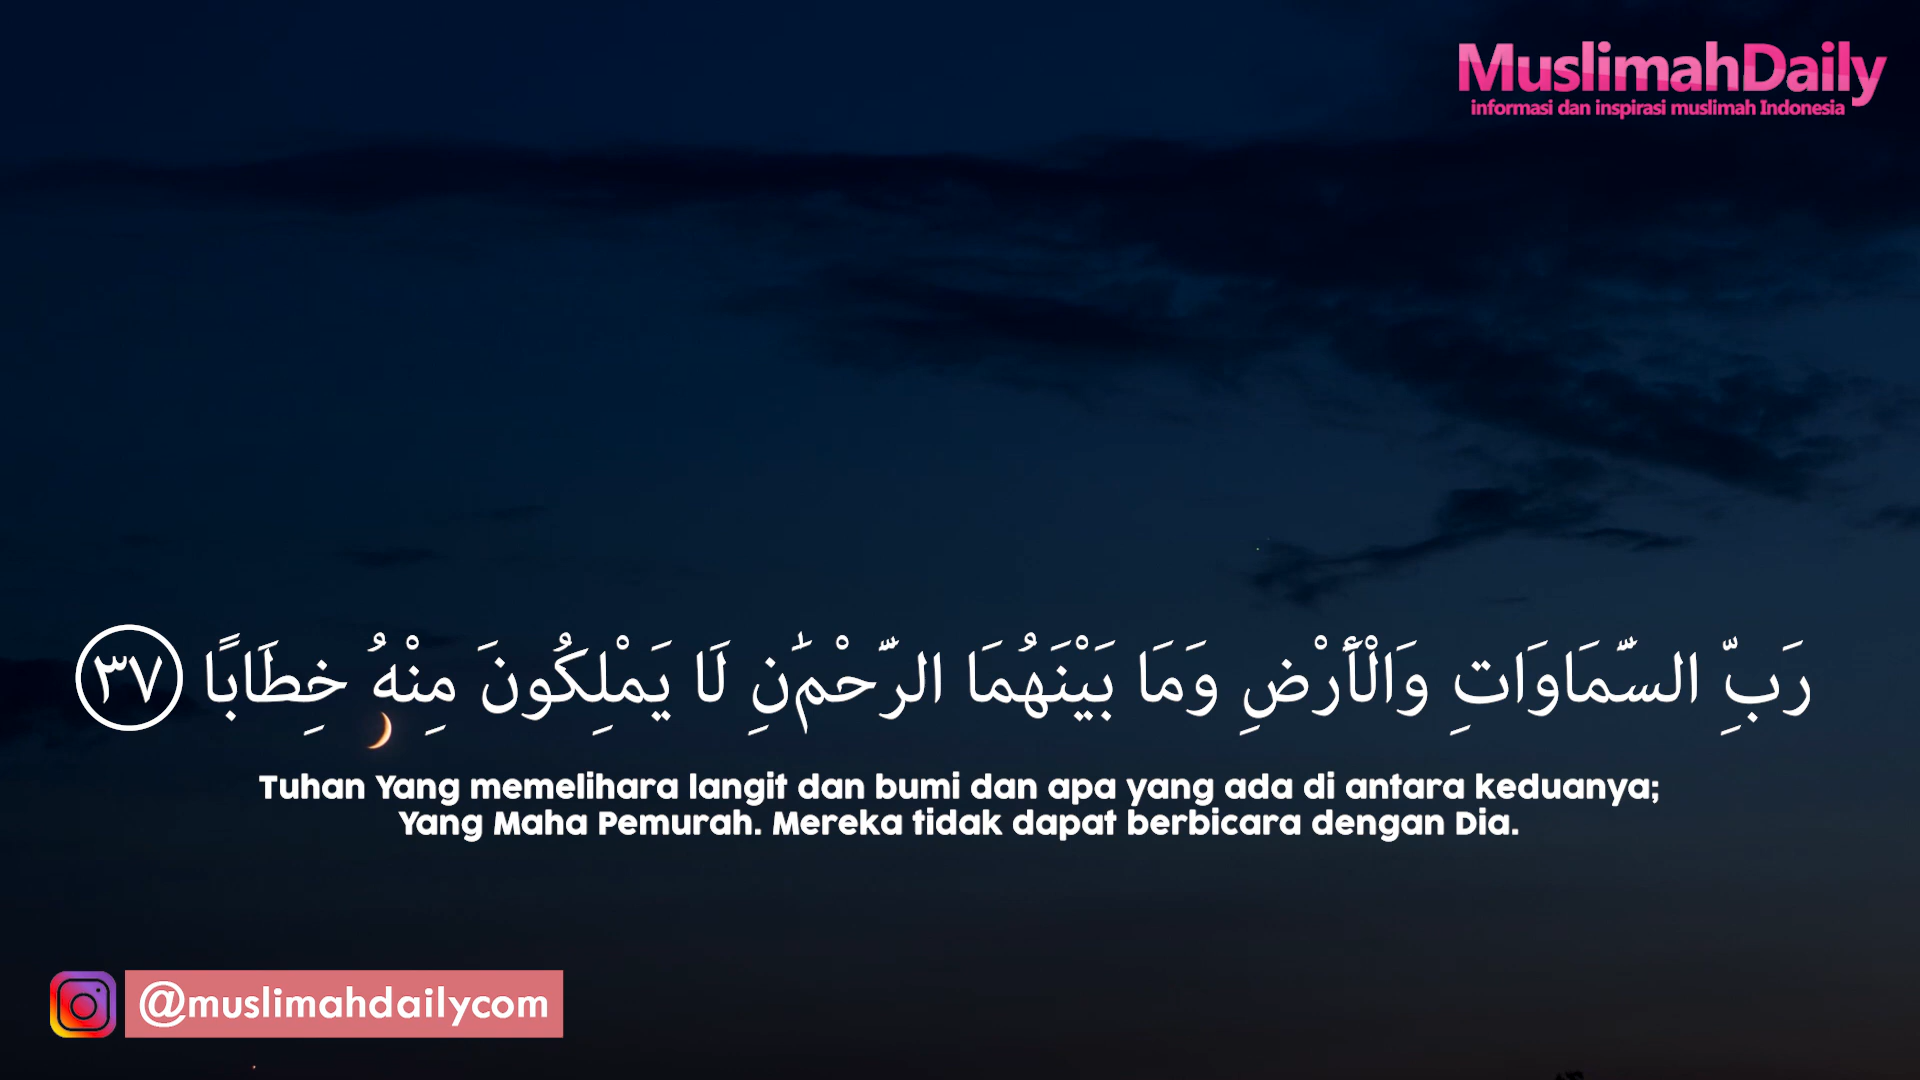 MuslimahDaily
informasi dan inspirasi muslimah Indonesia
رَبِّ السَّمَاوَاتِ وَالْأَرْضِ وَمَا بَيْنَهُمَا الرَّحْمَٰنِ لَا يَمْلِكُونَ مِنْهُ خِطَابًا ٣٧
Tuhan Yang memelihara langit dan bumi dan apa yang ada di antara keduanya;
Yang Maha Pemurah. Mereka tidak dapat berbicara dengan Dia.
@muslimahdailycom